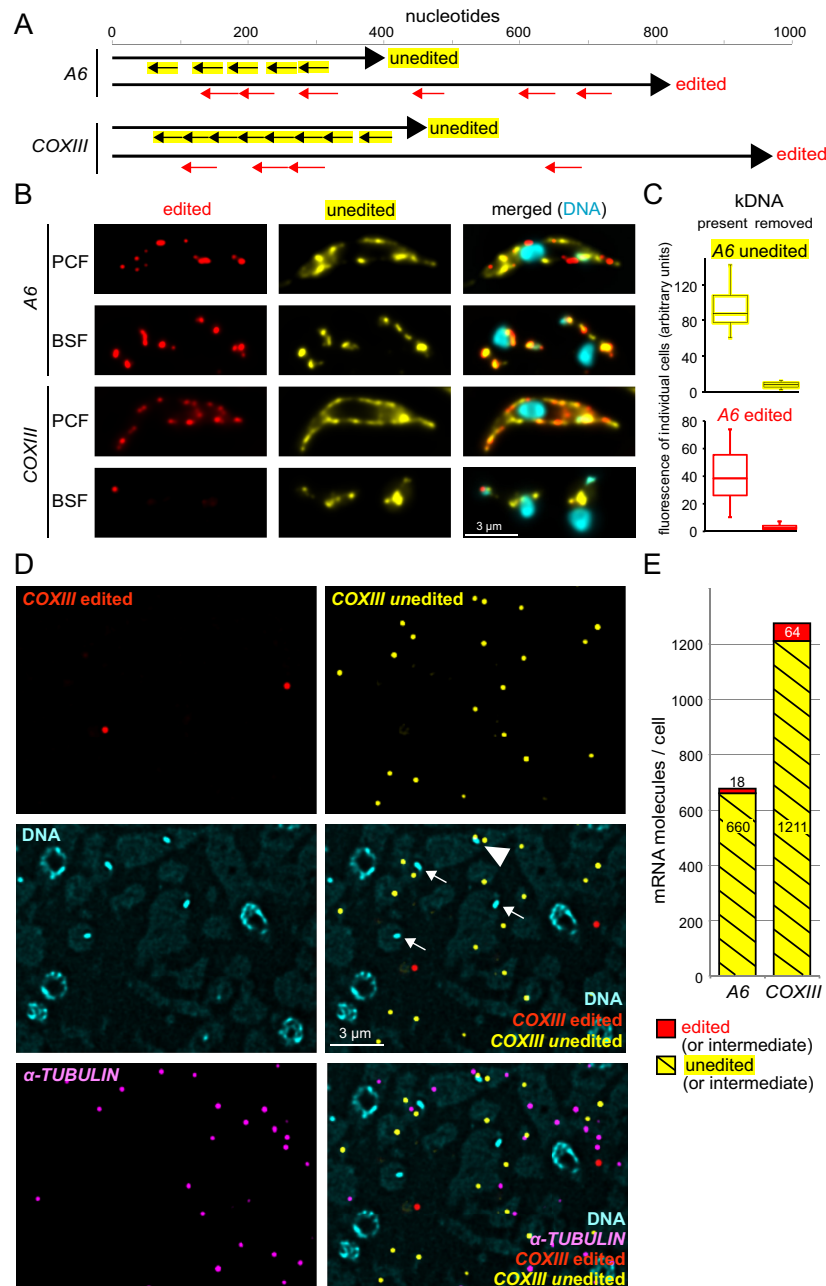 A
nucleotides
0 200 400 600 800 1000
A6
unedited
edited
COXIII
unedited
edited
B
edited unedited merged (DNA)
A6
PCF
BSF
COXIII
PCF
BSF
3 µm
C
kDNA
present removed
fluorescence of individual cells (arbitrary units)
A6 unedited
120
80
40
0
A6 edited
80
60
40
20
0
D
COXIII edited
COXIII unedited
DNA
3 µm
DNA
COXIII edited
COXIII unedited
α-TUBULIN
DNA
α-TUBULIN
COXIII edited
COXIII unedited
E
mRNA molecules / cell
1200
1000
800
600
400
200
0
64
18
660
1211
A6 COXIII
edited
(or intermediate)
unedited
(or intermediate)